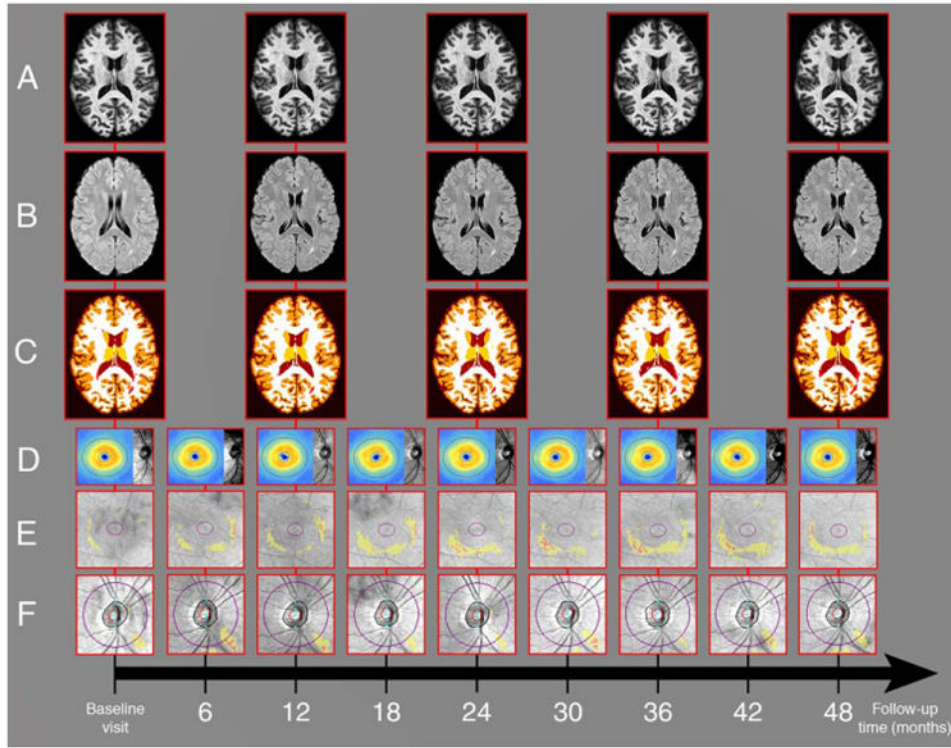 A
B
C
D
E
F
Baseline
visit
6
12
18
24
30
36
42
48
Follow-up
time (months)